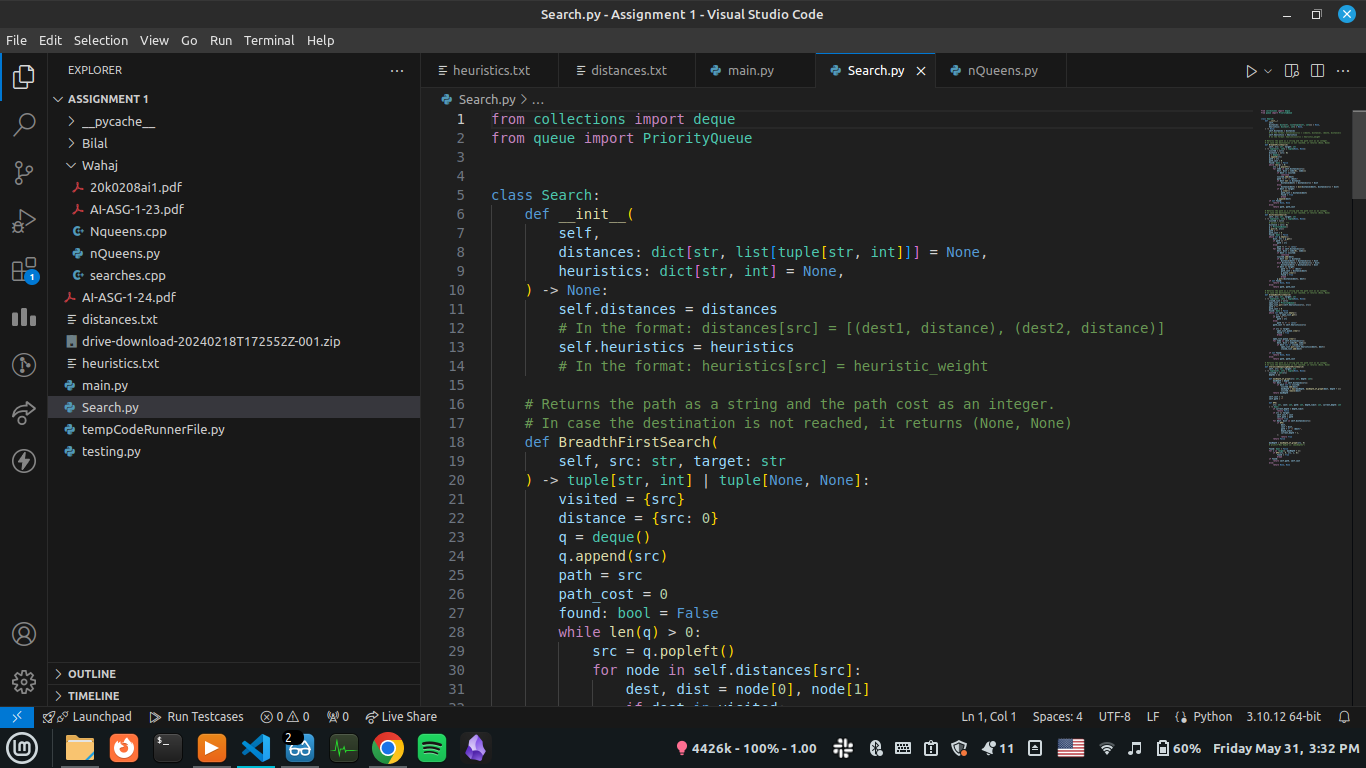 Search.py - Assignment 1 - Visual Studio Code
File Edit Selection View Go Run Terminal Help
EXPLORER
heuristics.txt distances.txt main.py Search.py nQueens.py
ASSIGNMENT 1
__pycache__
Bilal
Wahaj
20k0208ai1.pdf
AI-ASG-1-23.pdf
Nqueens.cpp
nQueens.py
searches.cpp
AI-ASG-1-24.pdf
distances.txt
drive-download-20240218T172552Z-001.zip
heuristics.txt
main.py
Search.py
tempCodeRunnerFile.py
testing.py
OUTLINE
TIMELINE
1
Search.py > ...
1 from collections import deque
2 from queue import PriorityQueue
3
4
5 class Search:
6 def __init__(
7 self,
8 distances: dict[str, list[tuple[str, int]]] = None,
9 heuristics: dict[str, int] = None,
10 ) -> None:
11 self.distances = distances
12 # In the format: distances[src] = [(dest1, distance), (dest2, distance)]
13 self.heuristics = heuristics
14 # In the format: heuristics[src] = heuristic_weight
15
16 # Returns the path as a string and the path cost as an integer.
17 # In case the destination is not reached, it returns (None, None)
18 def BreadthFirstSearch(
19 self, src: str, target: str
20 ) -> tuple[str, int] | tuple[None, None]:
21 visited = {src}
22 distance = {src: 0}
23 q = deque()
24 q.append(src)
25 path = src
26 path_cost = 0
27 found: bool = False
28 while len(q) > 0:
29 src = q.popleft()
30 for node in self.distances[src]:
31 dest, dist = node[0], node[1]
Launchpad Run Testcases 0 0 0 Live Share Ln 1, Col 1 Spaces: 4 UTF-8 LF Python 3.10.12 64-bit
2 4426k - 100% - 1.00 11 60% Friday May 31, 3:32 PM